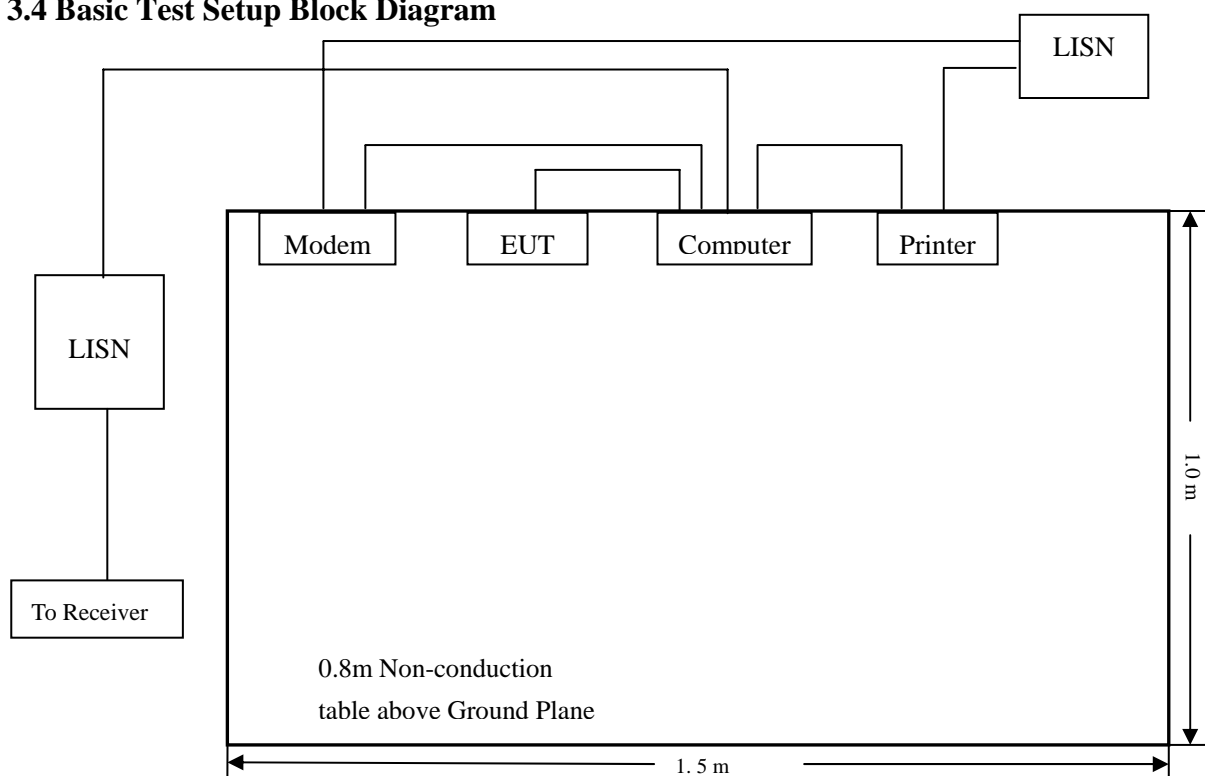 3.4 Basic Test Setup Block Diagram
LISN
Modem
EUT
Computer
Printer
LISN
1.0 m
To Receiver
0.8m Non-conduction
table above Ground Plane
1. 5 m